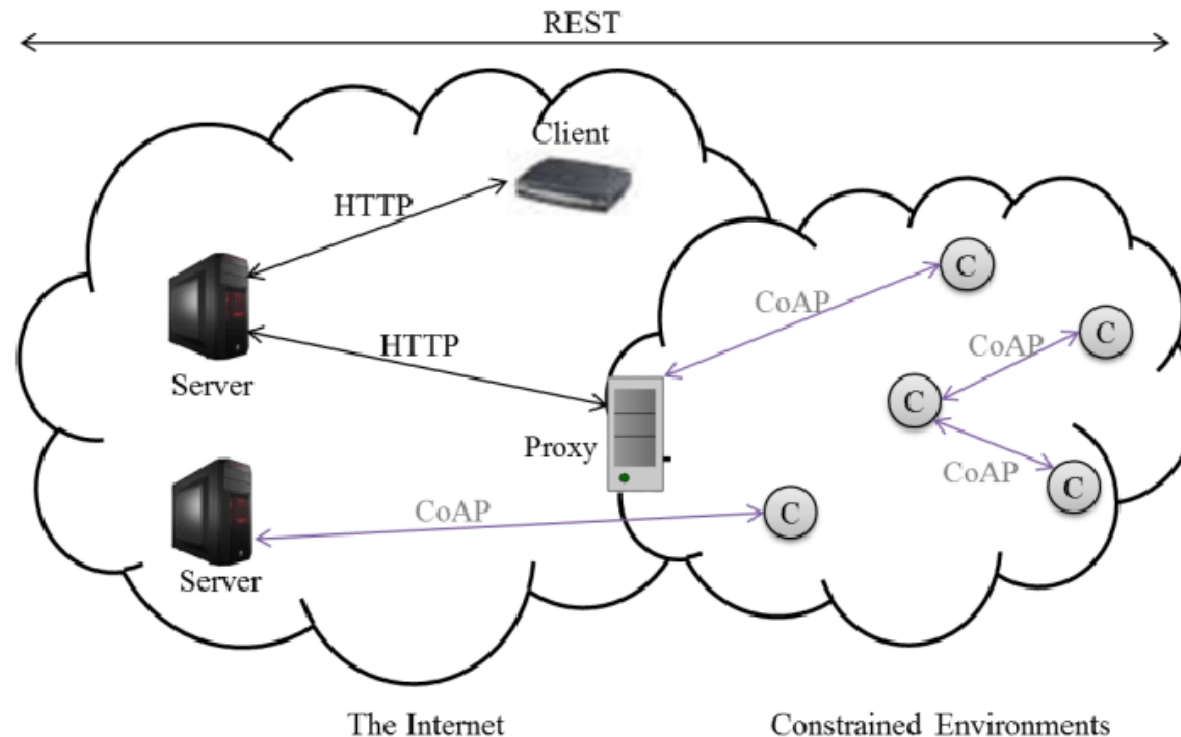 REST
Client
HTTP
C
CoAP
C
HTTP
CoAP
Server
C
Proxy
CoAP
C
CoAP
C
Server
The Internet
Constrained Environments